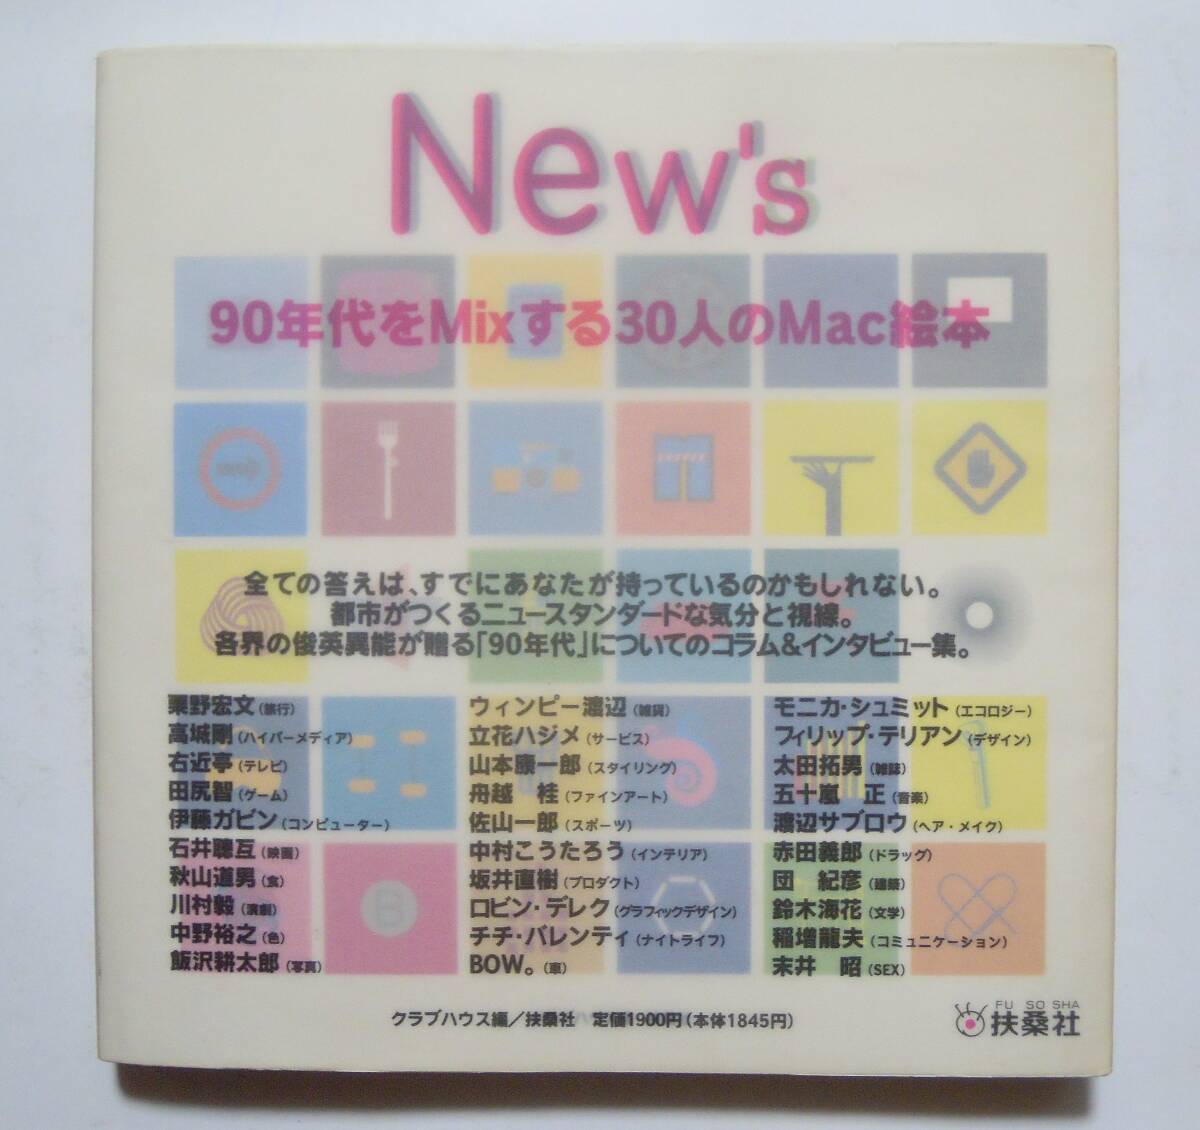 New's
90年代をMixする30人のMac絵本
全ての答えは、すでにあなたが持っているのかもしれない。
都市がつくるニュースタンダードな気分と視線。
各界の俊英異能が贈る「90年代」についてのコラム&インタビュー集。
栗野宏文(旅行)
高城剛(ハイパーメディア)
右近亭(テレビ)
田尻智(ゲーム)
伊藤ガビン(コンピューター)
石井聰互(映画)
秋山道男(食)
川村毅(演劇)
中野裕之(色)
飯沢耕太郎(写真)
ウィンピー渡辺(雑貨)
立花ハジメ(サービス)
山本康一郎(スタイリング)
舟越 桂(ファインアート)
佐山一郎(スポーツ)
中村こうたろう(インテリア)
坂井直樹(プロダクト)
ロビン・デレク(グラフィックデザイン)
チチ・バレンティ(ナイトライフ)
BOW。(車)
モニカ・シュミット(エコロジー)
フィリップ・テリアン(デザイン)
太田拓男(雑誌)
五十嵐 正(音楽)
渡辺サブロウ(ヘア・メイク)
赤田義郎(ドラッグ)
団 紀彦(建築)
鈴木海花(文学)
稲増龍夫(コミュニケーション)
末井 昭(SEX)
クラブハウス編/扶桑社 定価1900円(本体1845円)
FU SO SHA
扶桑社